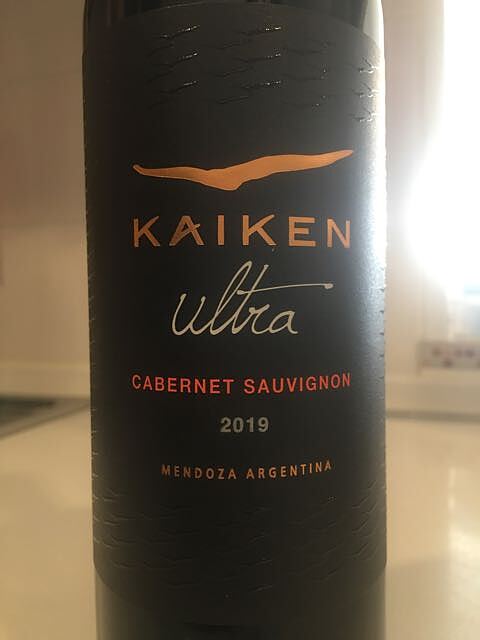 KAIKEN
ultra
CABERNET SAUVIGNON
2019
MENDOZA ARGENTINA